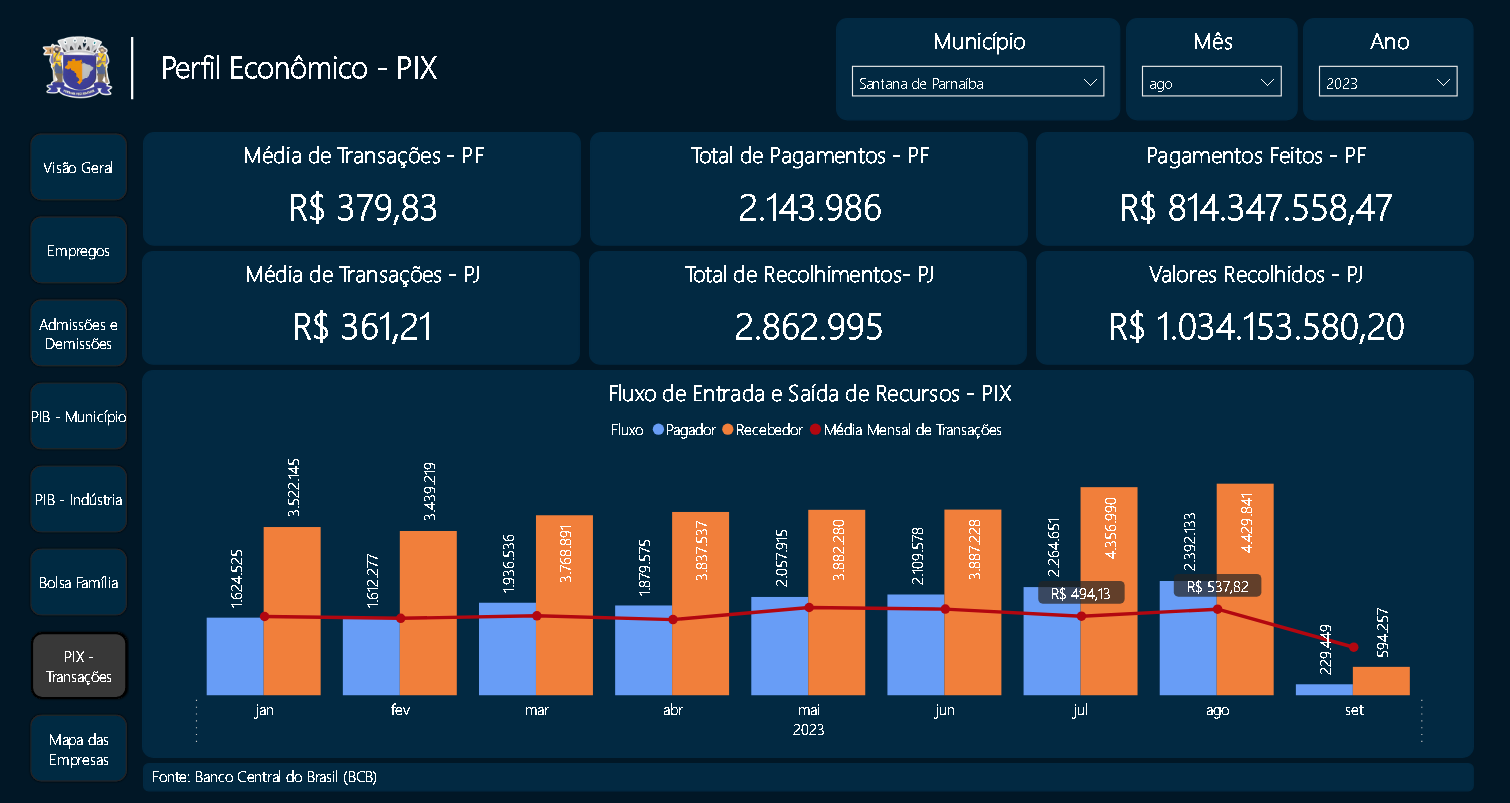 Perfil Econômico - PIX
Município
Santana de Parnaíba
Mês
ago
Ano
2023
Visão Geral
Empregos
Admissões e
Demissões
PIB - Município
PIB - Indústria
Bolsa Família
PIX -
Transações
Mapa das
Empresas
Média de Transações - PF
R$ 379,83
Total de Pagamentos - PF
2.143.986
Pagamentos Feitos - PF
R$ 814.347.558,47
Média de Transações - PJ
R$ 361,21
Total de Recolhimentos- PJ
2.862.995
Valores Recolhidos - PJ
R$ 1.034.153.580,20
Fluxo de Entrada e Saída de Recursos - PIX
Fluxo Pagador Recebedor Média Mensal de Transações
1.624.525
3.522.145
1.612.277
3.439.219
1.936.536
3.768.891
1.879.575
3.837.537
2.057.915
3.882.280
2.109.578
3.887.228
2.264.651
4.356.990
2.392.133
4.429.841
229.449
594.257
R$ 494,13
R$ 537,82
jan fev mar abr mai jun jul ago set
2023
Fonte: Banco Central do Brasil (BCB)